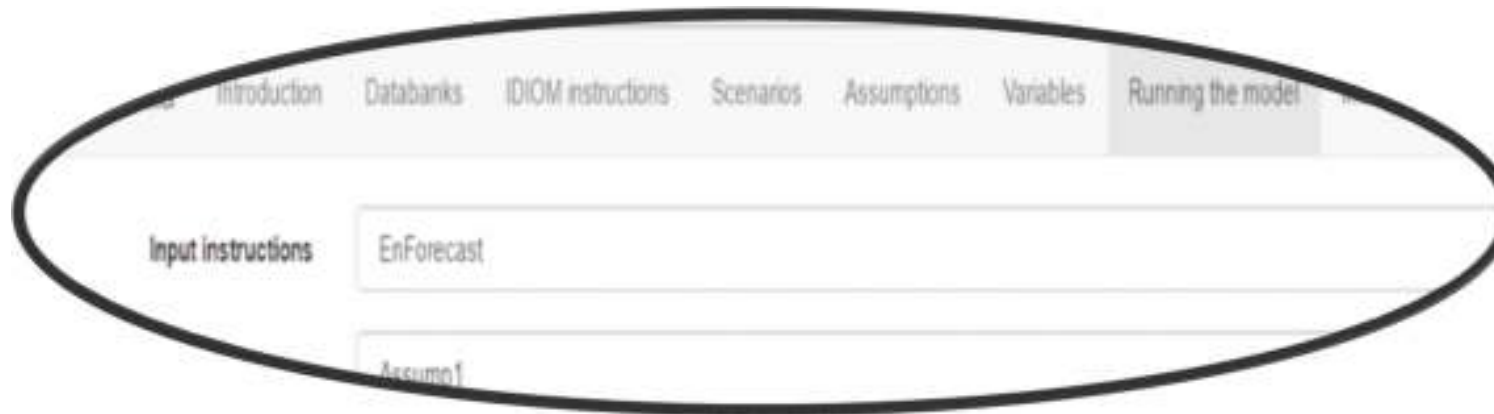 Introduction Databanks IDIOM instructions Scenarios Assumptions Variables Running the model
Input instructions EnForecast
Assump1